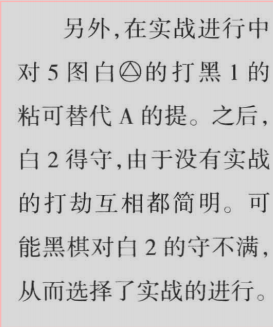 另外,在实战进行中
对 5 图白△的打黑 1 的
粘可替代 A 的提。之后,
白 2 得守,由于没有实战
的打劫互相都简明。可
能黑棋对白 2 的守不满,
从而选择了实战的进行。